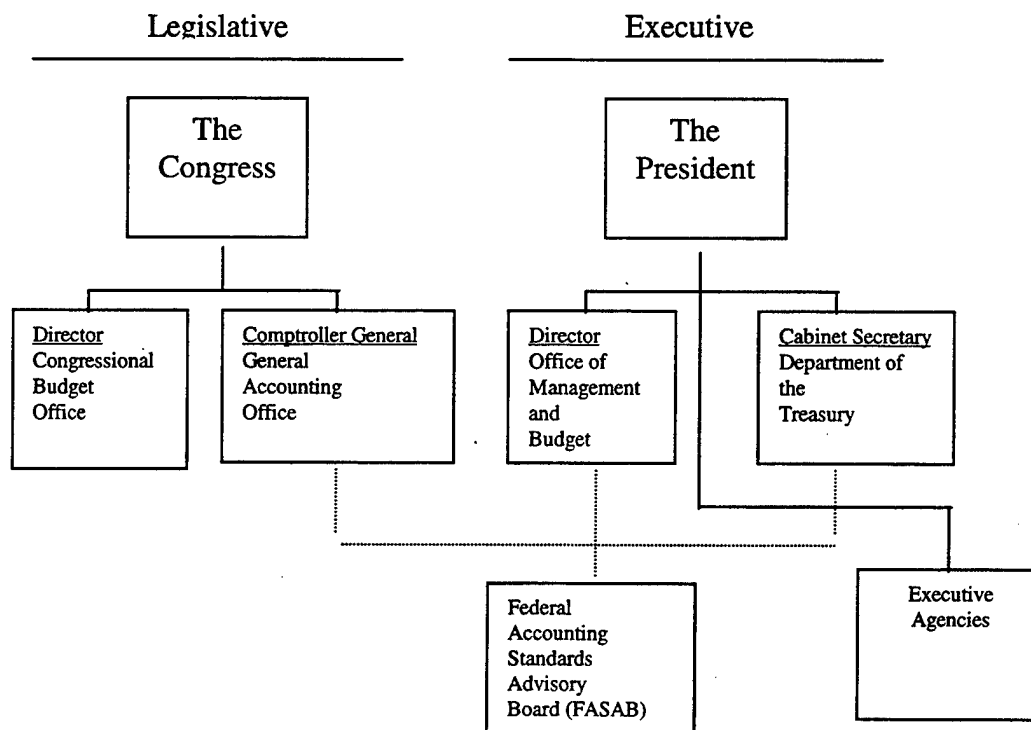 Legislative
Executive
The
Congress
The
President
Director
Congressional
Budget
Office
Comptroller General
General
Accounting
Office
Director
Office of
Management
and
Budget
Cabinet Secretary
Department of
the
Treasury
Federal
Accounting
Standards
Advisory
Board (FASAB)
Executive
Agencies